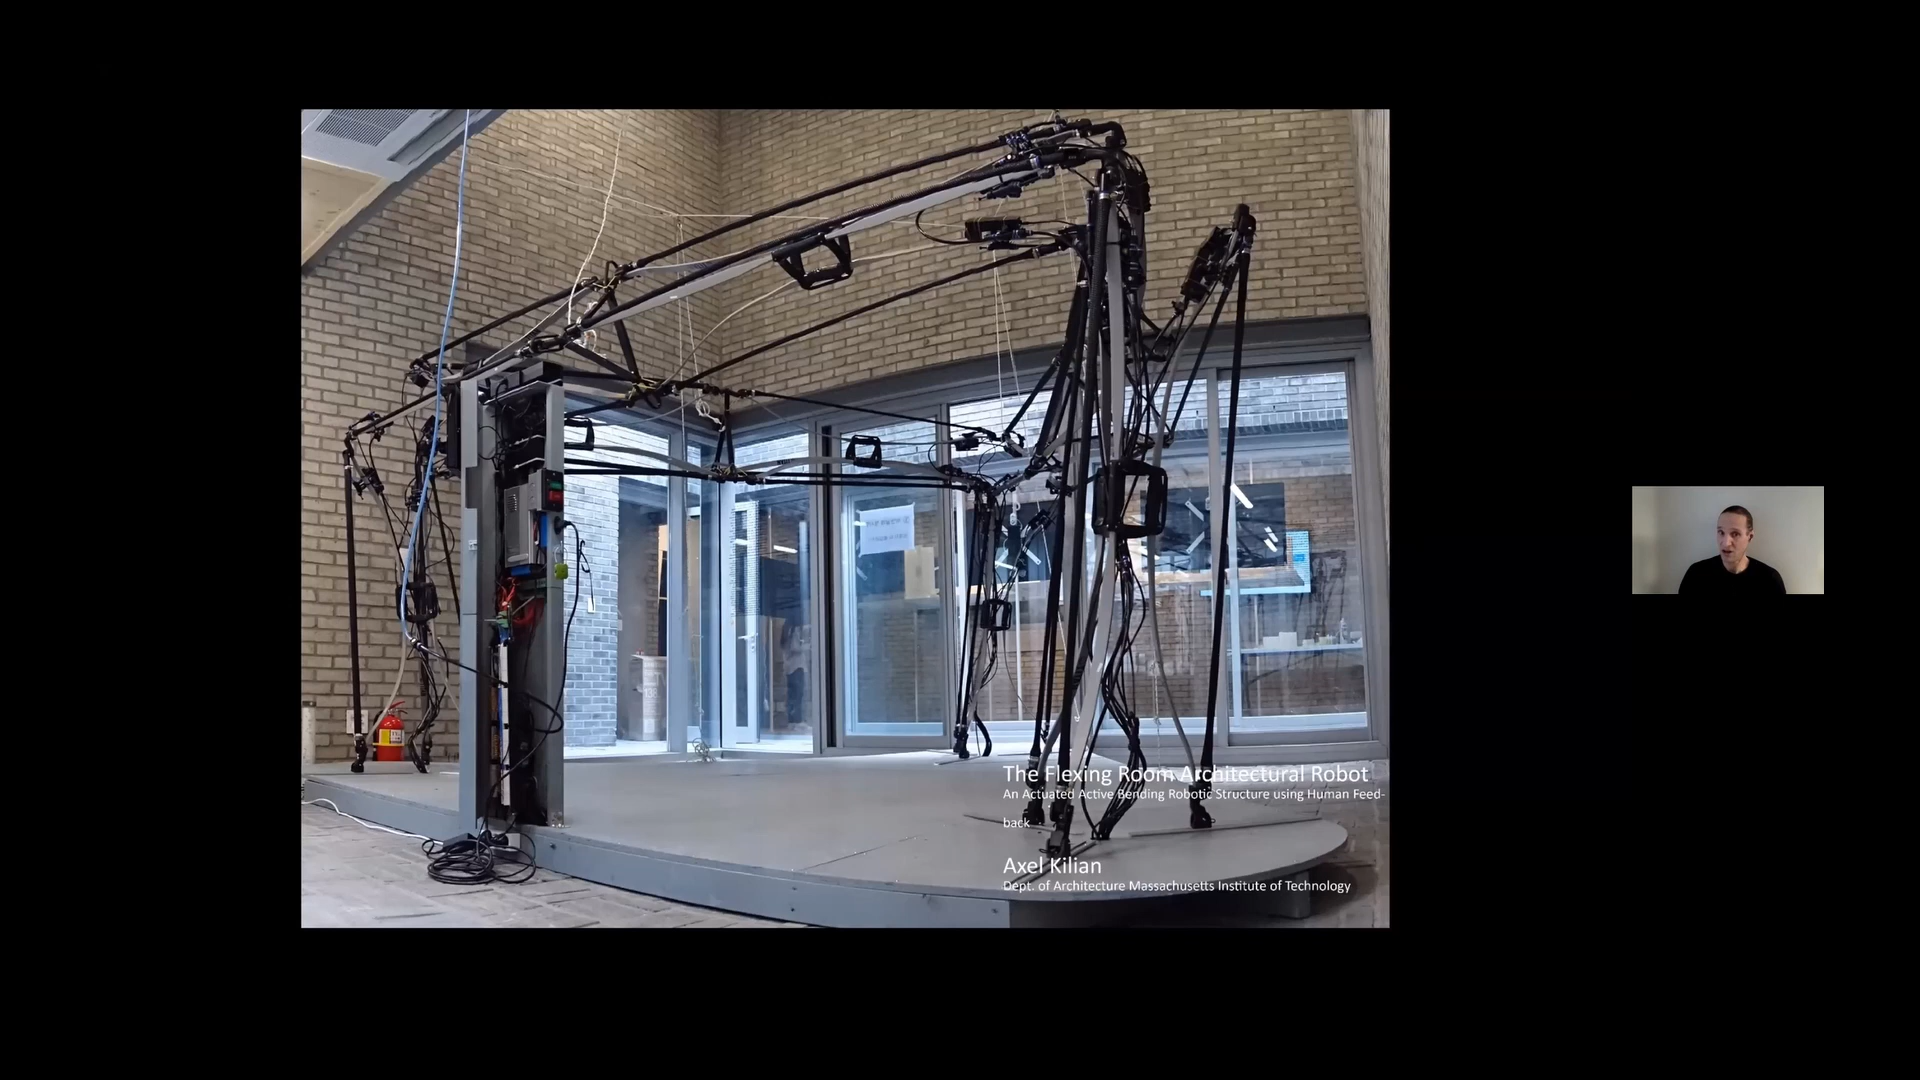 The Flexing Room Architectural Robot
An Actuated Active Bending Robotic Structure using Human Feed-
back
Axel Kilian
Dept. of Architecture Massachusetts Institute of Technology